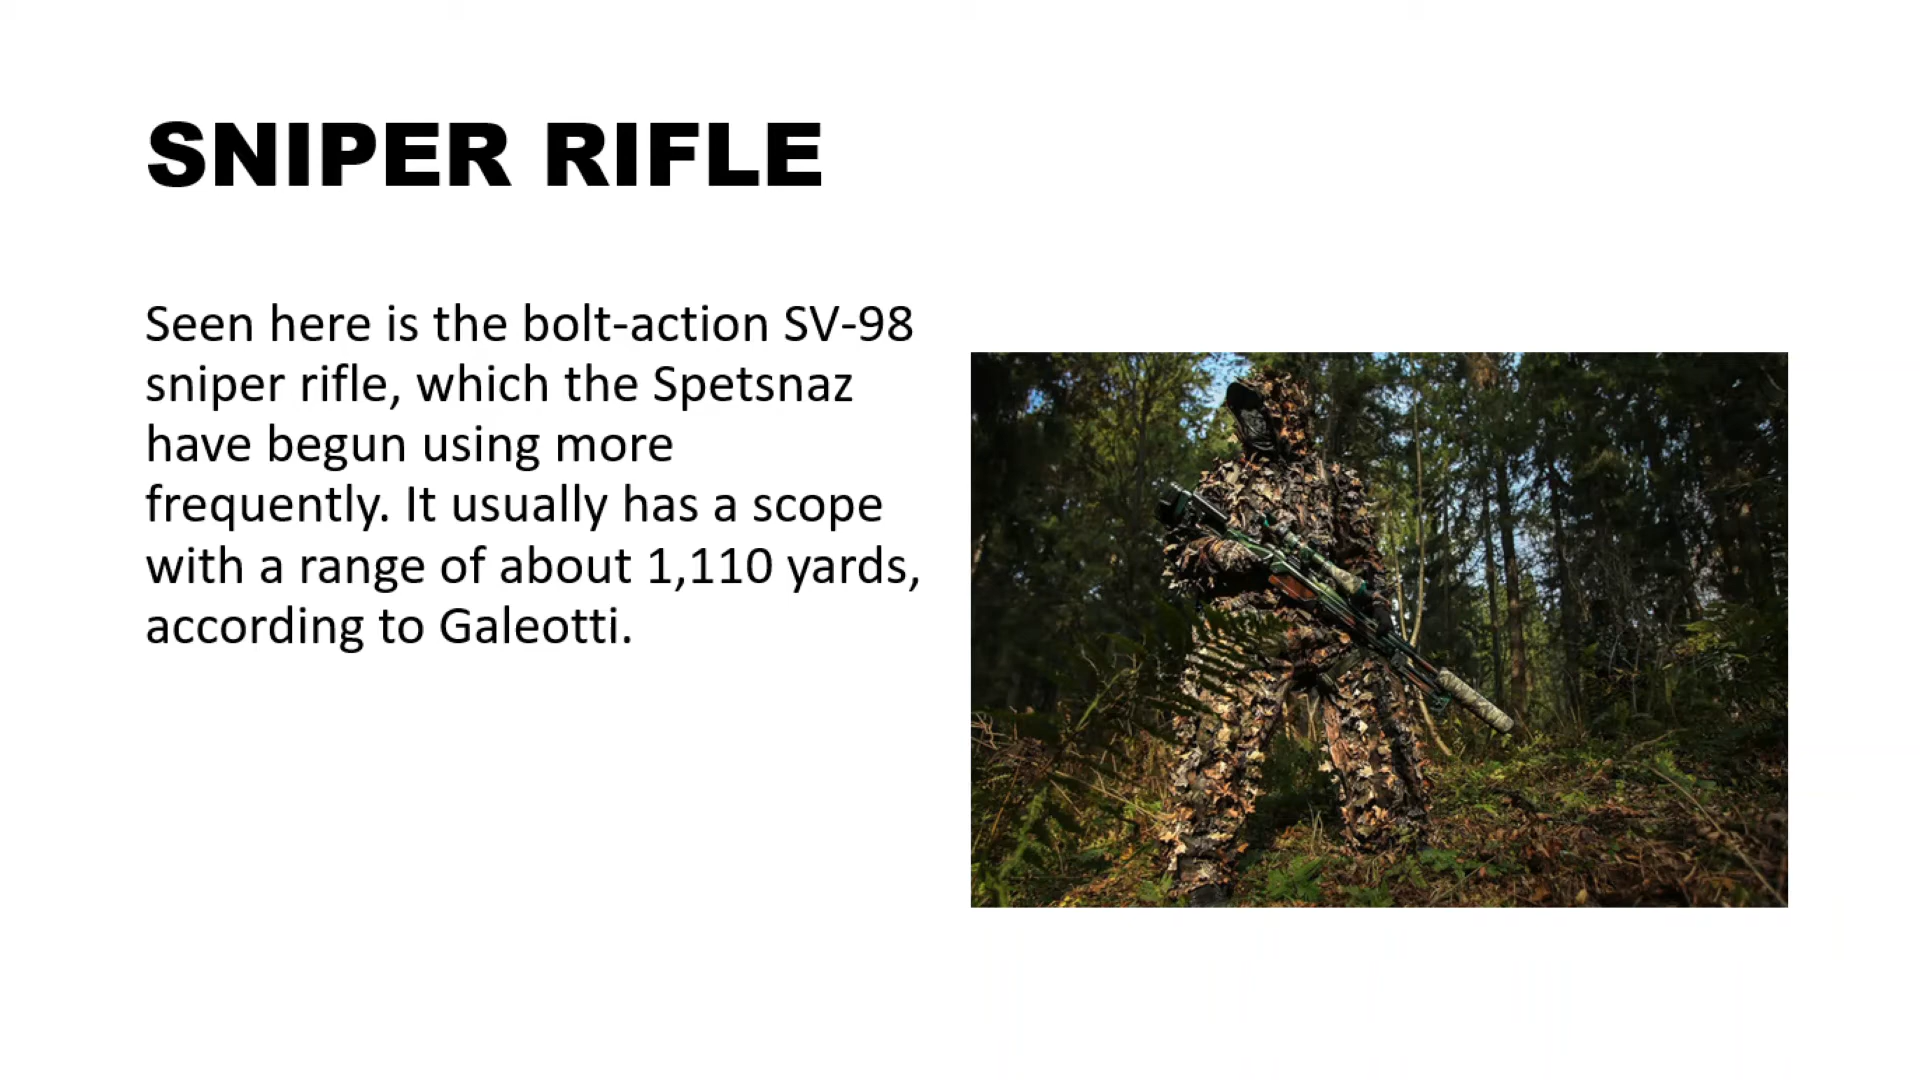 SNIPER RIFLE
Seen here is the bolt-action SV-98
sniper rifle, which the Spetsnaz
have begun using more
frequently. It usually has a scope
with a range of about 1,110 yards,
according to Galeotti.